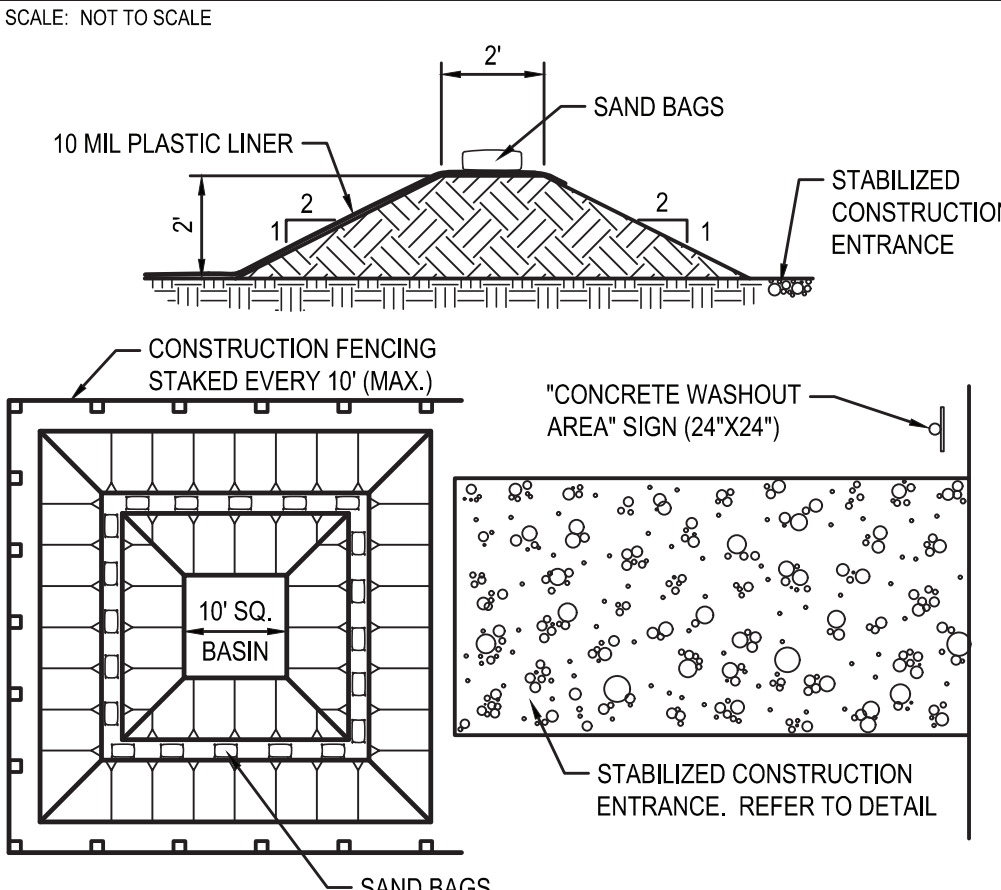 SCALE: NOT TO SCALE
2'
SAND BAGS
10 MIL PLASTIC LINER
STABILIZED
CONSTRUCTION
ENTRANCE
2'
2
1
2
1
CONSTRUCTION FENCING
STAKED EVERY 10' (MAX.)
"CONCRETE WASHOUT
AREA" SIGN (24"X24")
10' SQ.
BASIN
STABILIZED CONSTRUCTION
ENTRANCE. REFER TO DETAIL
SAND BAGS